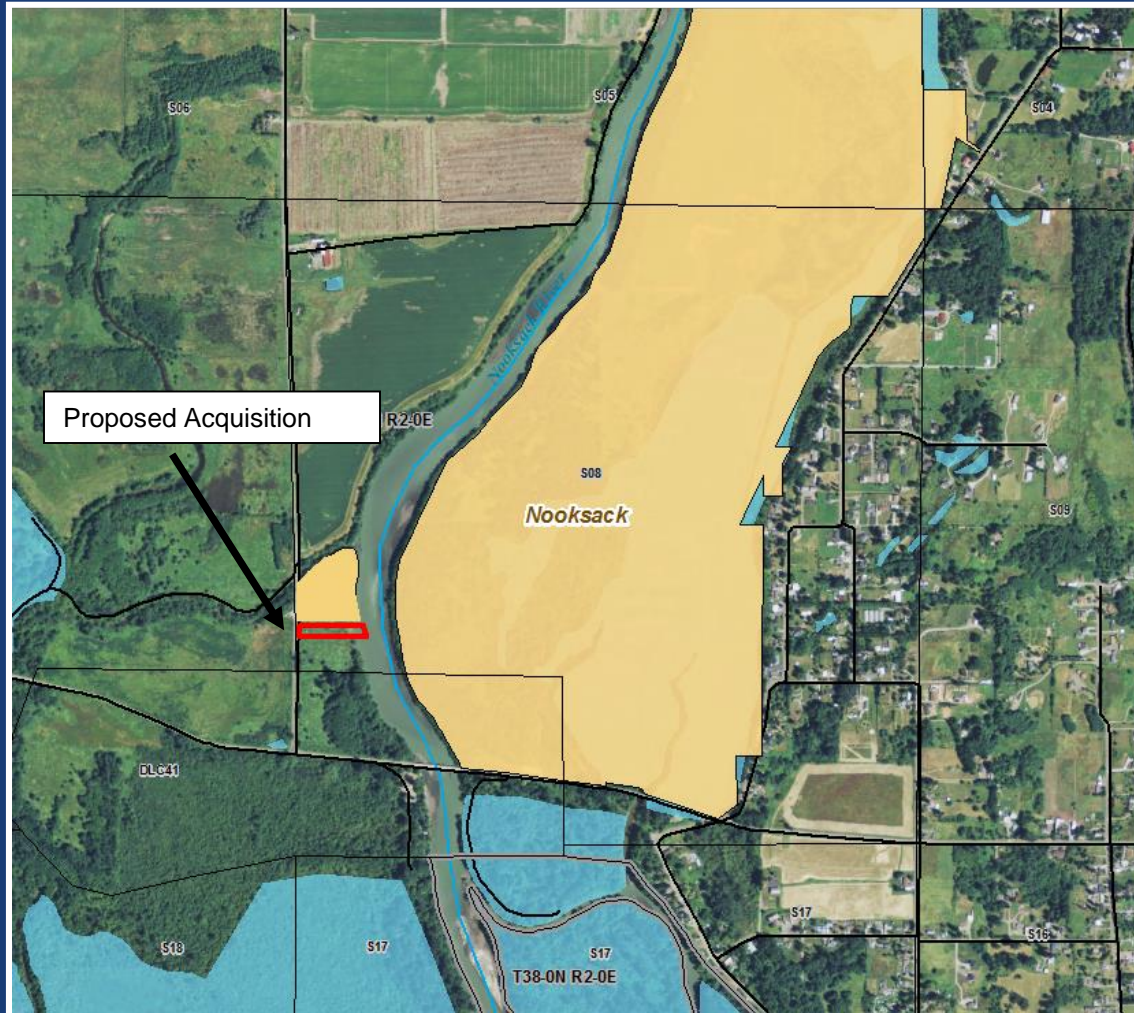 S06
S05
S04
Nooksack River
Proposed Acquisition
R2-0E
S08
Nooksack
S09
DLC41
S17
S18
S17
S17
S16
T38-0N R2-0E